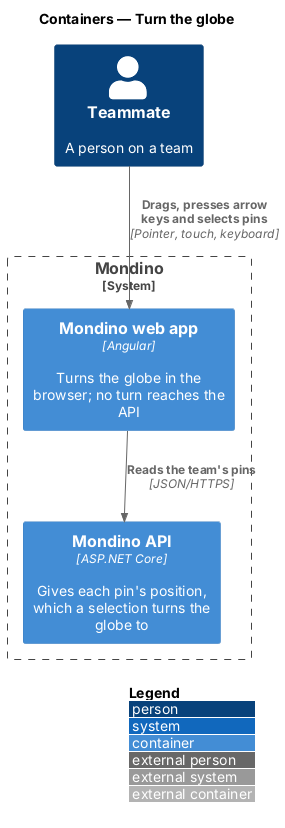 Containers — Turn the globe
Teammate
A person on a team
Drags, presses arrow
keys and selects pins
[Pointer, touch, keyboard]
Mondino
[System]
Mondino web app
[Angular]
Turns the globe in the
browser; no turn reaches the
API
Reads the team's pins
[JSON/HTTPS]
Mondino API
[ASP.NET Core]
Gives each pin's position,
which a selection turns the
globe to
Legend
person
system
container
external person
external system
external container